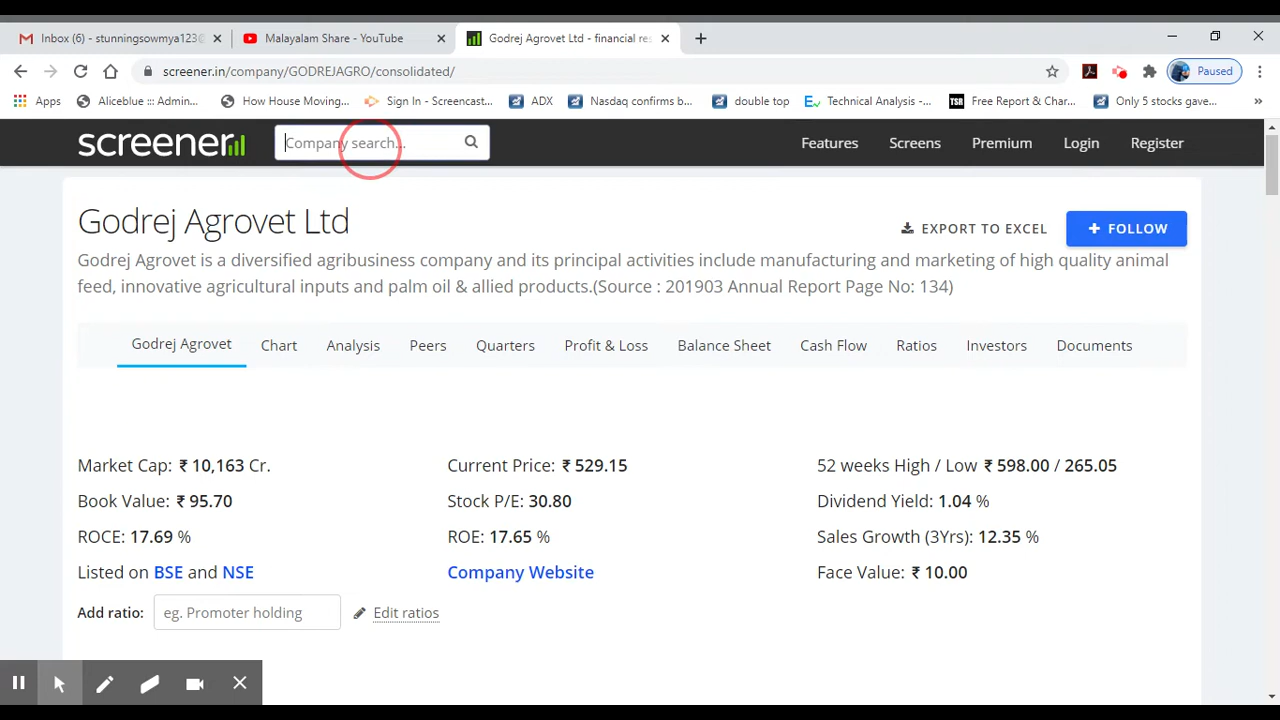 Inbox (6) - stunningsowmya123@
Malayalam Share - YouTube
Godrej Agrovet Ltd - financial res
screener.in/company/GODREJAGRO/consolidated/
Paused
Apps
Aliceblue ::: Admin...
How House Moving...
Sign In - Screencast...
ADX
Nasdaq confirms b...
double top
Technical Analysis -...
TSR
Free Report & Char...
Only 5 stocks gave...
screener
Company search...
Features
Screens
Premium
Login
Register
Godrej Agrovet Ltd
EXPORT TO EXCEL
FOLLOW
Godrej Agrovet is a diversified agribusiness company and its principal activities include manufacturing and marketing of high quality animal
feed, innovative agricultural inputs and palm oil & allied products.(Source : 201903 Annual Report Page No: 134)
Godrej Agrovet
Chart
Analysis
Peers
Quarters
Profit & Loss
Balance Sheet
Cash Flow
Ratios
Investors
Documents
Market Cap: ₹ 10,163 Cr.
Current Price: ₹ 529.15
52 weeks High / Low ₹ 598.00 / 265.05
Book Value: ₹ 95.70
Stock P/E: 30.80
Dividend Yield: 1.04 %
ROCE: 17.69 %
ROE: 17.65 %
Sales Growth (3Yrs): 12.35 %
Listed on BSE and NSE
Company Website
Face Value: ₹ 10.00
Add ratio:
eg. Promoter holding
Edit ratios